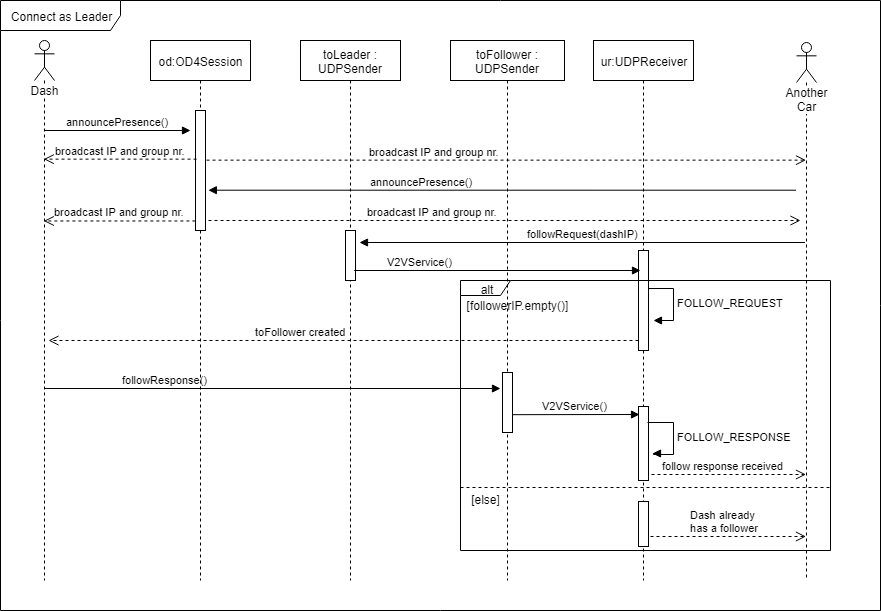 Connect as Leader
Dash
od:OD4Session
toLeader :
UDPSender
toFollower :
UDPSender
ur:UDPReceiver
Another
Car
announcePresence()
broadcast IP and group nr.
broadcast IP and group nr.
announcePresence()
broadcast IP and group nr.
broadcast IP and group nr.
followRequest(dashIP)
V2VService()
alt
[followerIP.empty()]
FOLLOW_REQUEST
toFollower created
followResponse()
V2VService()
FOLLOW_RESPONSE
follow response received
[else]
Dash already
has a follower